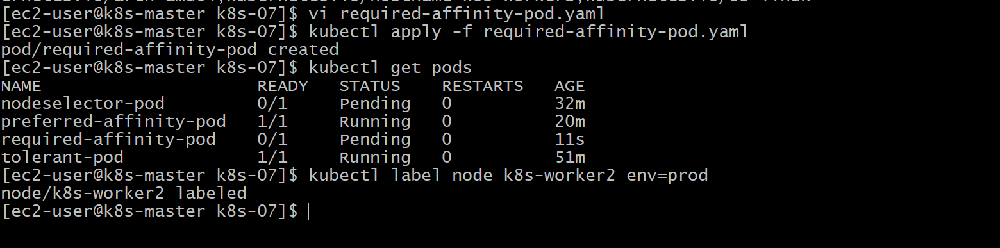 [ec2-user@k8s-master k8s-07]$ vi required-affinity-pod.yaml
[ec2-user@k8s-master k8s-07]$ kubectl apply -f required-affinity-pod.yaml
pod/required-affinity-pod created
[ec2-user@k8s-master k8s-07]$ kubectl get pods
NAME                     READY   STATUS    RESTARTS   AGE
nodeselector-pod         0/1     Pending   0          32m
preferred-affinity-pod   1/1     Running   0          20m
required-affinity-pod    0/1     Pending   0          11s
tolerant-pod             1/1     Running   0          51m
[ec2-user@k8s-master k8s-07]$ kubectl label node k8s-worker2 env=prod
node/k8s-worker2 labeled
[ec2-user@k8s-master k8s-07]$